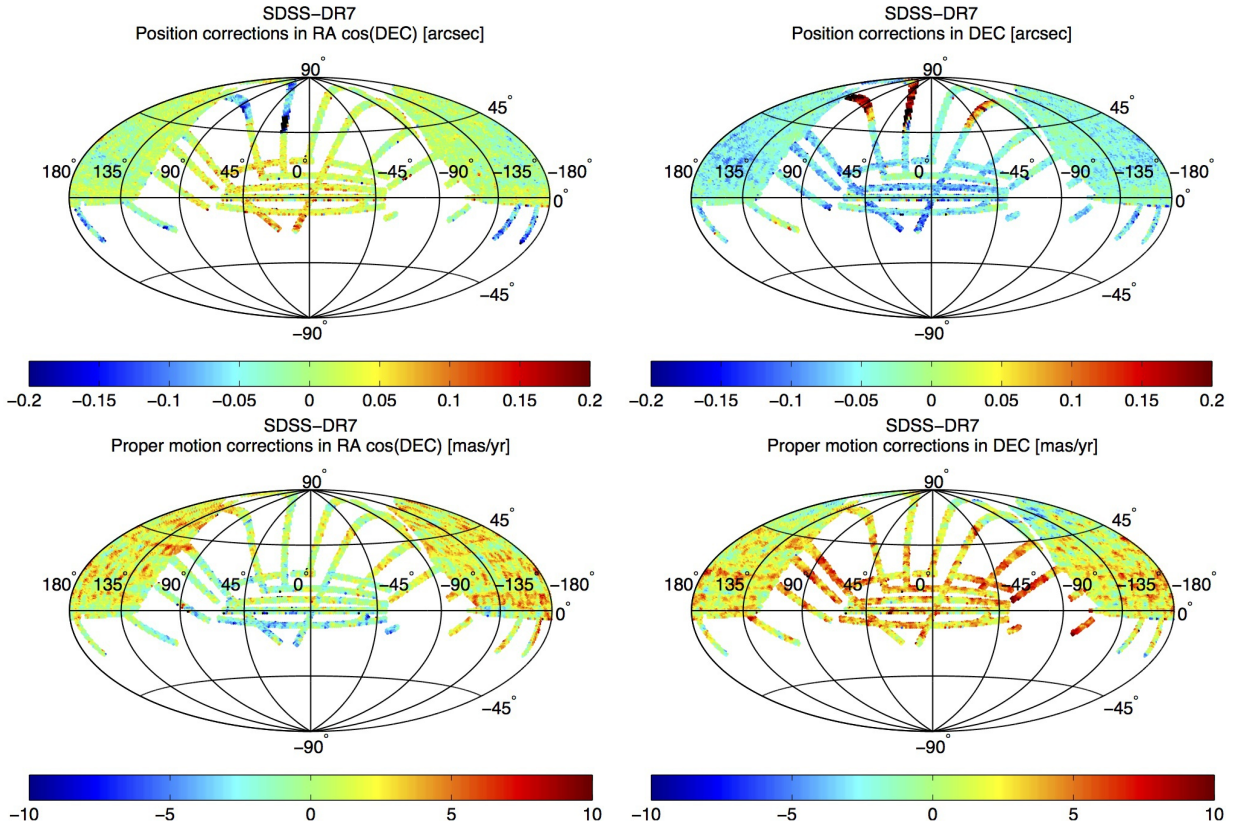 SDSS−DR7
Position corrections in RA cos(DEC) [arcsec]
90°
45°
180° 135° 90° 45° 0° −45° −90° −135° −180°
0°
−45°
−90°
−0.2 −0.15 −0.1 −0.05 0 0.05 0.1 0.15 0.2
SDSS−DR7
Position corrections in DEC [arcsec]
90°
45°
180° 135° 90° 45° 0° −45° −90° −135° −180°
0°
−45°
−90°
−0.2 −0.15 −0.1 −0.05 0 0.05 0.1 0.15 0.2
SDSS−DR7
Proper motion corrections in RA cos(DEC) [mas/yr]
90°
45°
180° 135° 90° 45° 0° −45° −90° −135° −180°
0°
−45°
−90°
−10 −5 0 5 10
SDSS−DR7
Proper motion corrections in DEC [mas/yr]
90°
45°
180° 135° 90° 45° 0° −45° −90° −135° −180°
0°
−45°
−90°
−10 −5 0 5 10